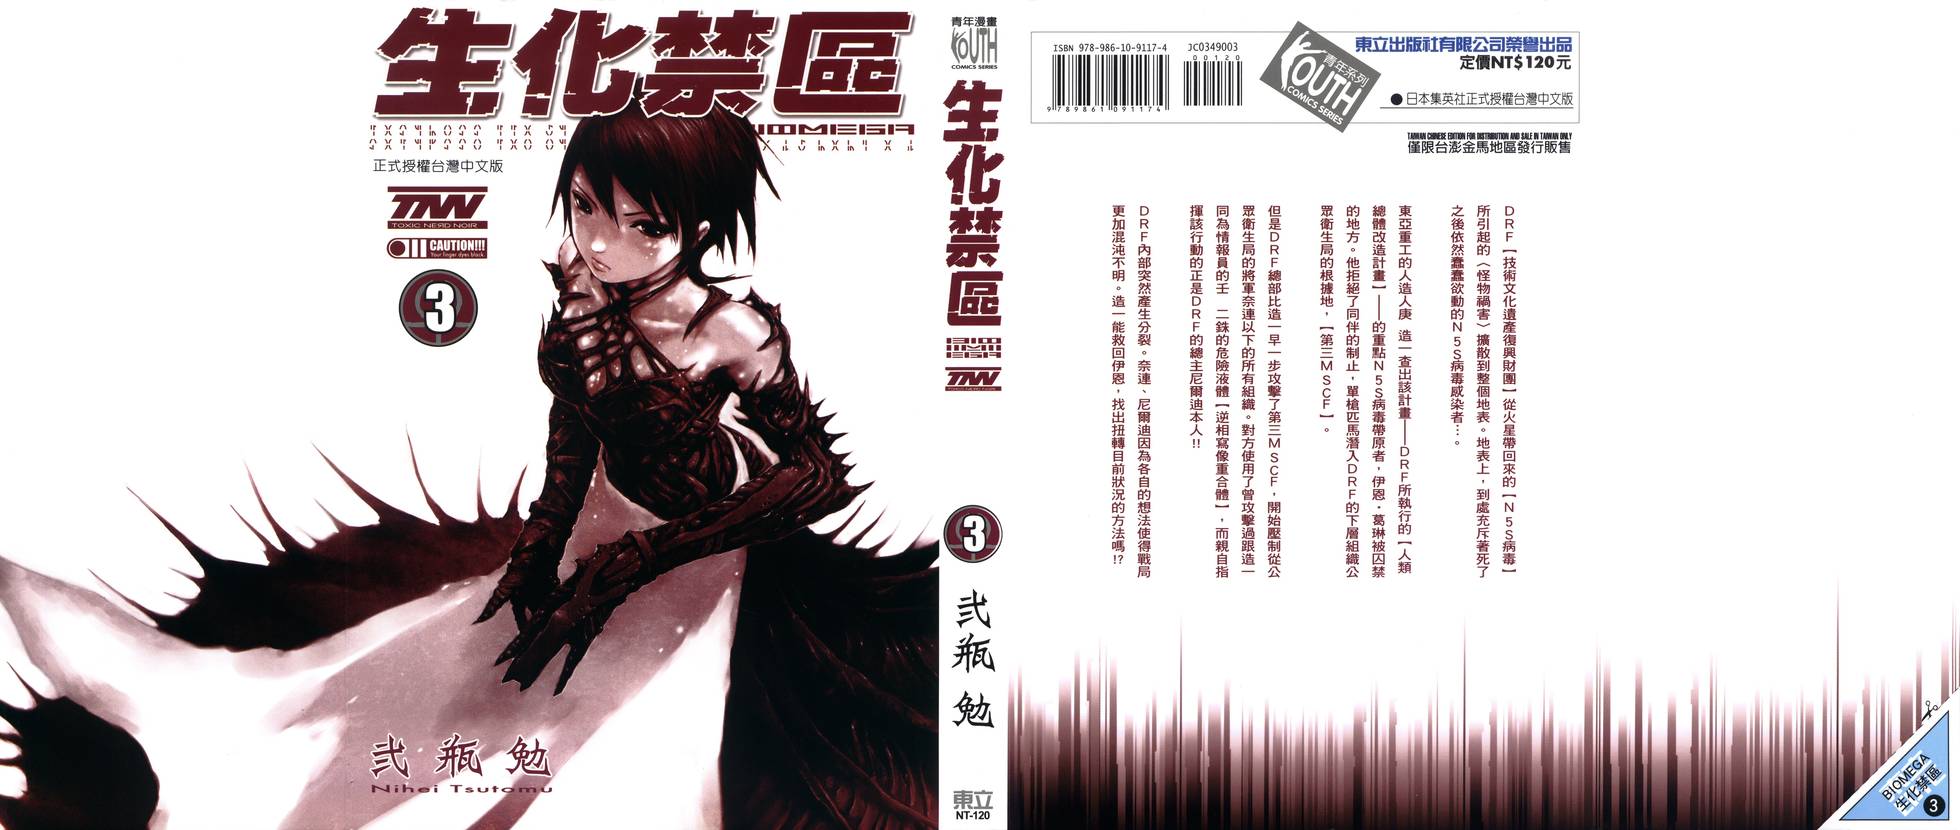 生化禁區
BIOMEGA
正式授權台灣中文版
TNN
TOXIC NERD NOIR
CAUTION!!!
Your finger dyes black.
3
弐瓶 勉
Nihei Tsutomu
青年漫畫
YOUTH
COMICS SERIES
生化禁區
BIOMEGA
TNN
TOXIC NERD NOIR
3
弐瓶 勉
東立
NT-120
ISBN 978-986-10-9117-4
JC0349003
00120
9 789861 091174
青年系列
YOUTH
COMICS SERIES
東立出版社有限公司榮譽出品
定價NT$120元
●日本集英社正式授權台灣中文版
TAIWAN CHINESE EDITION FOR DISTRIBUTION AND SALE IN TAIWAN ONLY
僅限台澎金馬地區發行販售
DRF【技術文化遺產復興財團】從火星帶回來的【N5S病毒】
所引起的〈怪物禍害〉擴散到整個地表。地表上，到處充斥著死了
之後依然蠢蠢欲動的N5S病毒感染者…。
東亞重工的人造人庚 造一查出該計畫——DRF所執行的【人類
總體改造計畫】——的重點N5S病毒帶原者，伊恩·葛琳被囚禁
的地方。他拒絕了同伴的制止，單槍匹馬潛入DRF的下層組織公
眾衛生局的根據地，【第三MSCF】。
但是DRF總部比造一早一步攻擊了第三MSCF，開始壓制從公
眾衛生局的將軍奈連以下的所有組織。對方使用了曾攻擊過跟造一
同為情報員的壬 二銖的危險液體【逆相寫像重合體】，而親自指
揮該行動的正是DRF的總主尼爾迪本人!!
DRF內部突然產生分裂。奈連、尼爾迪因為各自的想法使得戰局
更加混沌不明。造一能救回伊恩，找出扭轉目前狀況的方法嗎!?
BIOMEGA
生化禁區
3